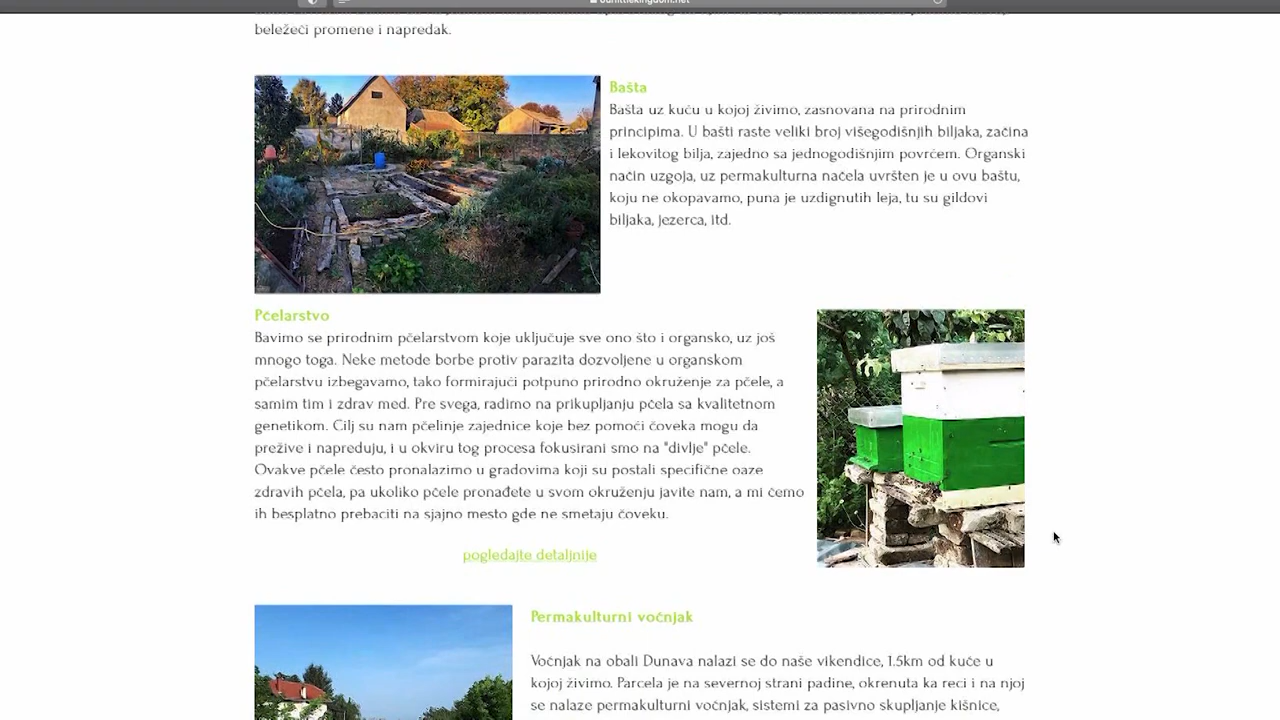 beležeći promene i napredak.
Bašta
Bašta uz kuću u kojoj živimo, zasnovana na prirodnim
principima. U bašti raste veliki broj višegodišnjih biljaka, začina
i lekovitog bilja, zajedno sa jednogodišnjim povrćem. Organski
način uzgoja, uz permakulturna načela uvršten je u ovu baštu,
koju ne okopavamo, puna je uzdignutih leja, tu su gildovi
biljaka, jezerca, itd.
Pčelarstvo
Bavimo se prirodnim pčelarstvom koje uključuje sve ono što i organsko, uz još
mnogo toga. Neke metode borbe protiv parazita dozvoljene u organskom
pčelarstvu izbegavamo, tako formirajući potpuno prirodno okruženje za pčele, a
samim tim i zdrav med. Pre svega, radimo na prikupljanju pčela sa kvalitetnom
genetikom. Cilj su nam pčelinje zajednice koje bez pomoći čoveka mogu da
prežive i napreduju, i u okviru tog procesa fokusirani smo na "divlje" pčele.
Ovakve pčele često pronalazimo u gradovima koji su postali specifične oaze
zdravih pčela, pa ukoliko pčele pronađete u svom okruženju javite nam, a mi ćemo
ih besplatno prebaciti na sjajno mesto gde ne smetaju čoveku.
pogledajte detaljnije
Permakulturni voćnjak
Voćnjak na obali Dunava nalazi se do naše vikendice, 1.5km od kuće u
kojoj živimo. Parcela je na severnoj strani padine, okrenuta ka reci i na njoj
se nalaze permakulturni voćnjak, sistemi za pasivno skupljanje kišnice,